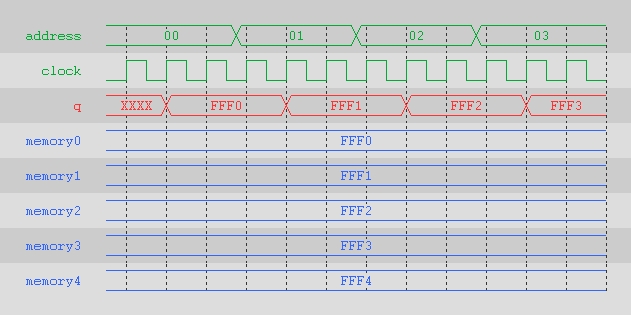 address 00 01 02 03
clock
q XXXX FFF0 FFF1 FFF2 FFF3
memory0 FFF0
memory1 FFF1
memory2 FFF2
memory3 FFF3
memory4 FFF4